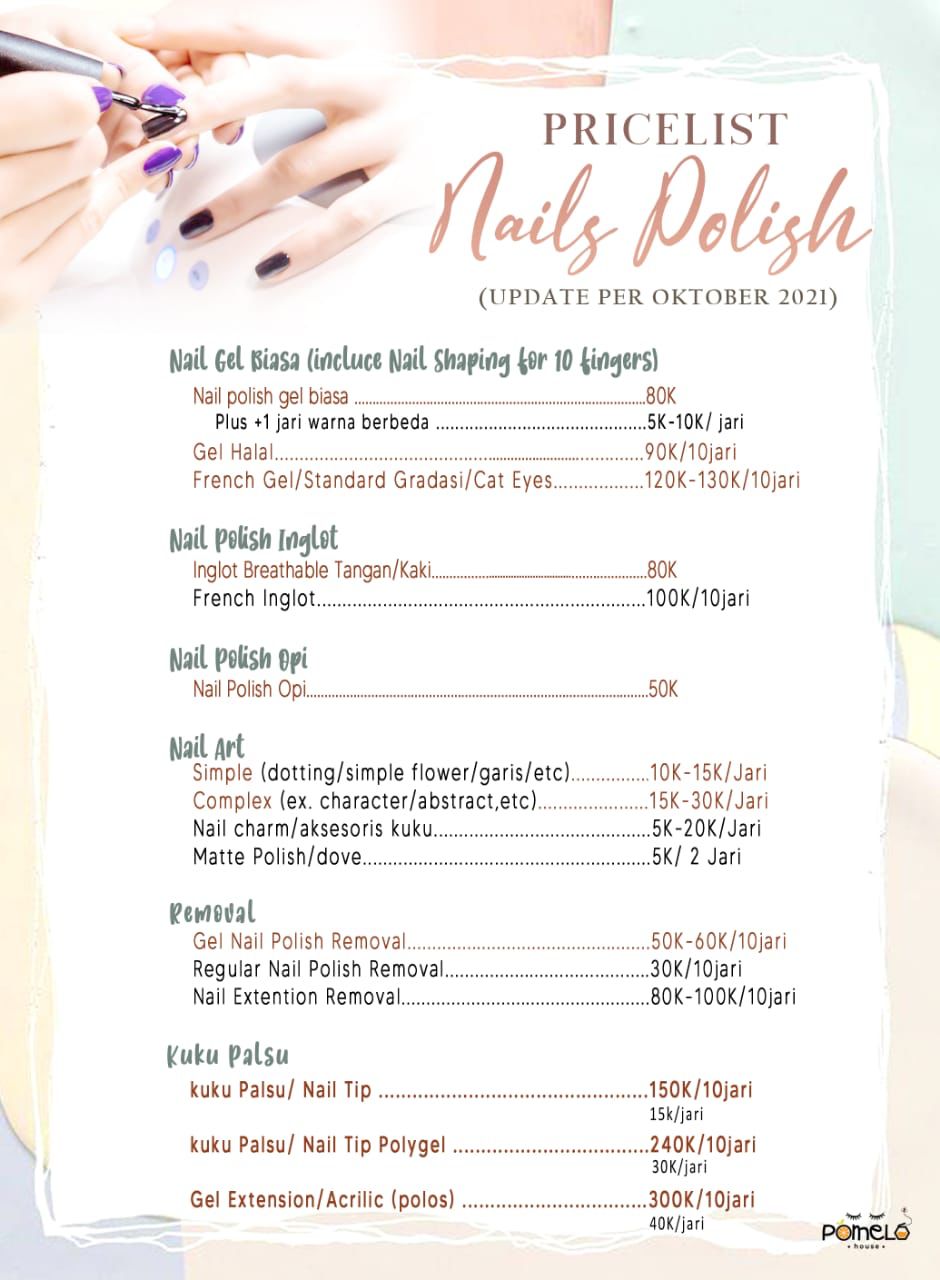 PRICELIST
Nails Polish
(UPDATE PER OKTOBER 2021)
Nail Gel Biasa (incluce Nail Shaping for 10 fingers)
Nail polish gel biasa ........................................................................80K
Plus +1 jari warna berbeda ............................................5K-10K/ jari
Gel Halal..................................................................90K/10jari
French Gel/Standard Gradasi/Cat Eyes..................120K-130K/10jari
Nail Polish Inglot
Inglot Breathable Tangan/Kaki..........................................................80K
French Inglot.................................................................100K/10jari
Nail Polish Opi
Nail Polish Opi........................................................................................50K
Nail Art
Simple (dotting/simple flower/garis/etc)................10K-15K/Jari
Complex (ex. character/abstract,etc)......................15K-30K/Jari
Nail charm/aksesoris kuku............................................5K-20K/Jari
Matte Polish/dove.........................................................5K/ 2 Jari
Removal
Gel Nail Polish Removal.................................................50K-60K/10jari
Regular Nail Polish Removal.........................................30K/10jari
Nail Extention Removal..................................................80K-100K/10jari
Kuku Palsu
kuku Palsu/ Nail Tip .................................................150K/10jari
15k/jari
kuku Palsu/ Nail Tip Polygel ...................................240K/10jari
30K/jari
Gel Extension/Acrilic (polos) .................................300K/10jari
40K/jari
POMELO
• house •